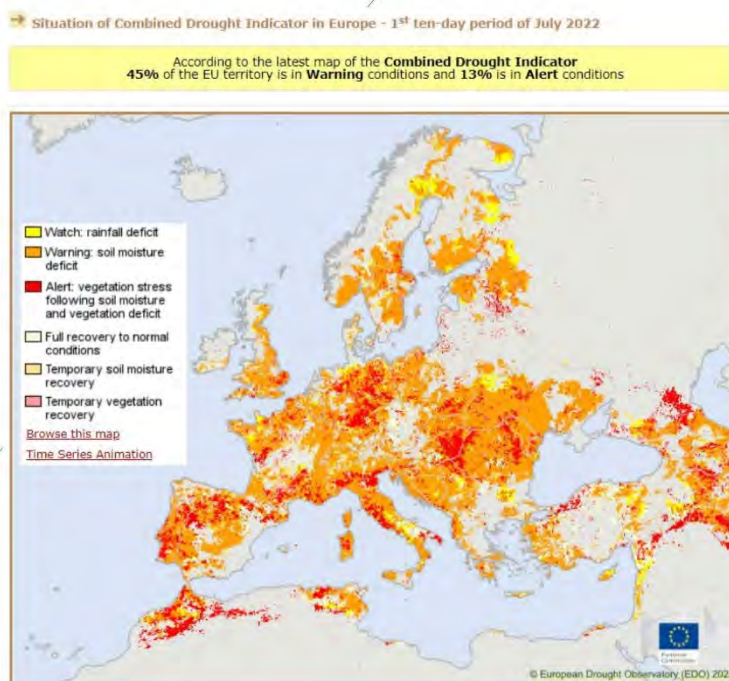 Situation of Combined Drought Indicator in Europe - 1st ten-day period of July 2022
According to the latest map of the Combined Drought Indicator
45% of the EU territory is in Warning conditions and 13% is in Alert conditions
Watch: rainfall deficit
Warning: soil moisture
deficit
Alert: vegetation stress
following soil moisture
and vegetation deficit
Full recovery to normal
conditions
Temporary soil moisture
recovery
Temporary vegetation
recovery
Browse this map
Time Series Animation
European
Commission
© European Drought Observatory (EDO) 202